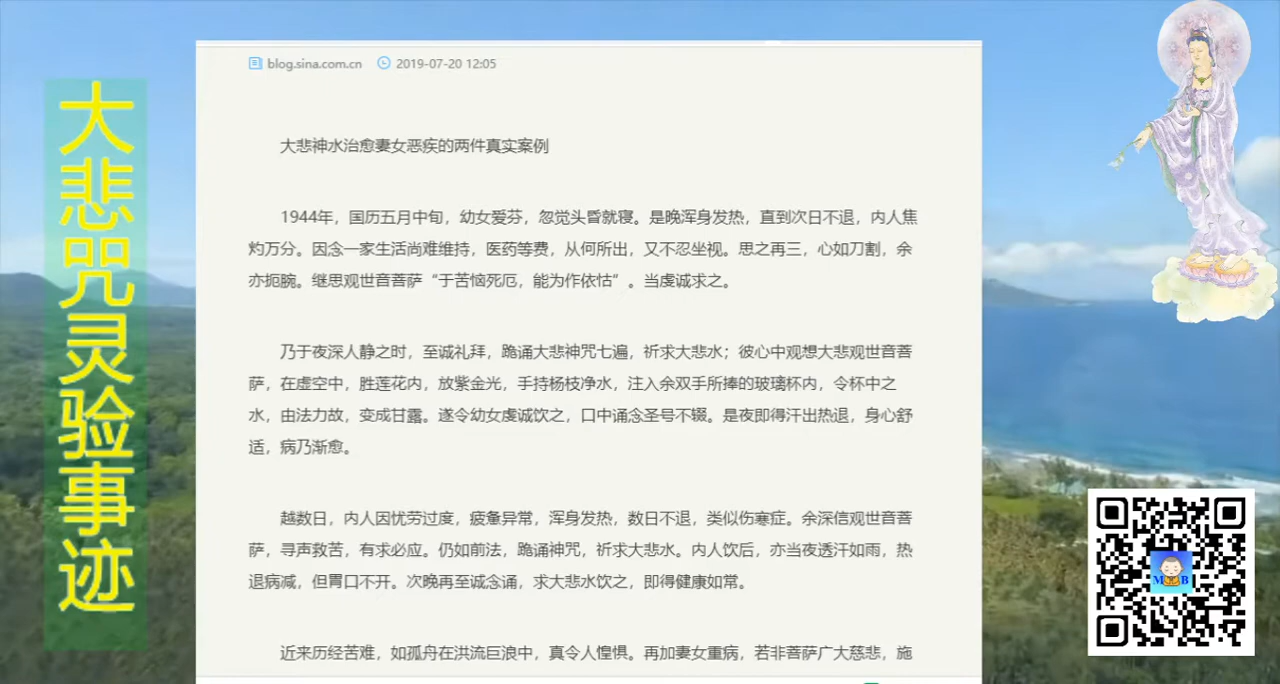 大悲咒灵验事迹
blog.sina.com.cn 2019-07-20 12:05
大悲神水治愈妻女恶疾的两件真实案例
1944年，国历五月中旬，幼女爱芬，忽觉头昏就寝。是晚浑身发热，直到次日不退，内人焦
灼万分。因念一家生活尚难维持，医药等费，从何所出，又不忍坐视。思之再三，心如刀割，余
亦扼腕。继思观世音菩萨“于苦恼死厄，能为作依怙”。当虔诚求之。
乃于夜深人静之时，至诚礼拜，跪诵大悲神咒七遍，祈求大悲水；彼心中观想大悲观世音菩
萨，在虚空中，胜莲花内，放紫金光，手持杨枝净水，注入余双手所捧的玻璃杯内，令杯中之
水，由法力故，变成甘露。遂令幼女虔诚饮之，口中诵念圣号不辍。是夜即得汗出热退，身心舒
适，病乃渐愈。
越数日，内人因忧劳过度，疲惫异常，浑身发热，数日不退，类似伤寒症。余深信观世音菩
萨，寻声救苦，有求必应。仍如前法，跪诵神咒，祈求大悲水。内人饮后，亦当夜透汗如雨，热
退病减，但胃口不开。次晚再至诚念诵，求大悲水饮之，即得健康如常。
近来历经苦难，如孤舟在洪流巨浪中，真令人惶惧。再加妻女重病，若非菩萨广大慈悲，施
M B